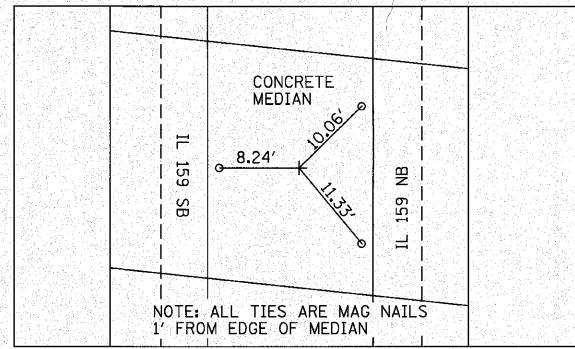 CONCRETE
MEDIAN
10.06'
8.24'
11.33'
IL 159 SB
IL 159 NB
NOTE: ALL TIES ARE MAG NAILS
1' FROM EDGE OF MEDIAN